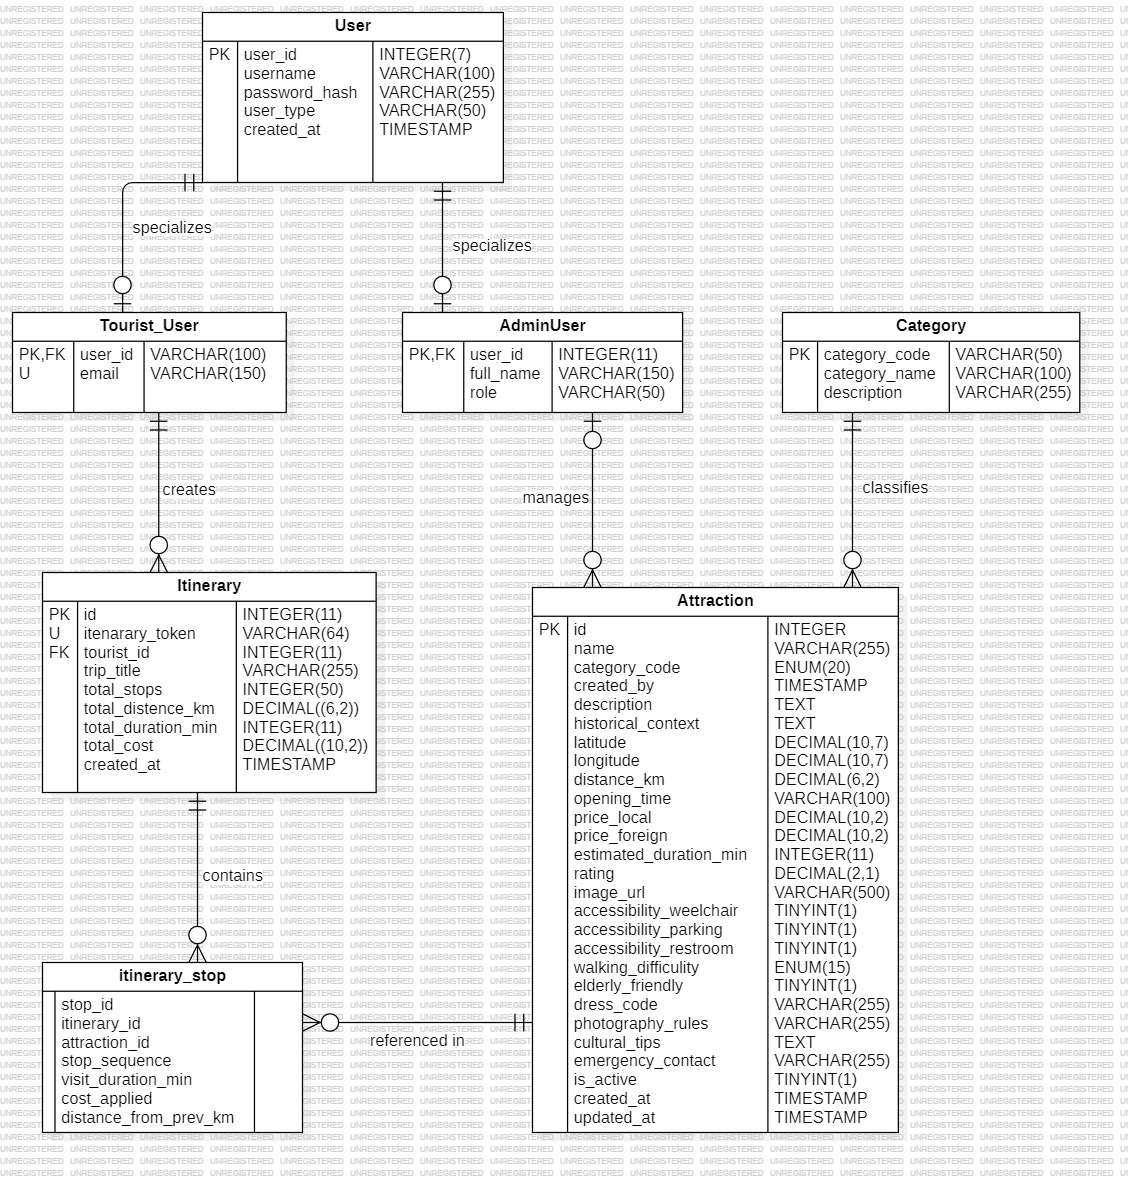 User
PK user_id INTEGER(7)
username VARCHAR(100)
password_hash VARCHAR(255)
user_type VARCHAR(50)
created_at TIMESTAMP
specializes
specializes
Tourist_User
PK,FK user_id VARCHAR(100)
U email VARCHAR(150)
AdminUser
PK,FK user_id INTEGER(11)
full_name VARCHAR(150)
role VARCHAR(50)
Category
PK category_code VARCHAR(50)
category_name VARCHAR(100)
description VARCHAR(255)
creates
manages
classifies
Itinerary
PK id INTEGER(11)
U itenarary_token VARCHAR(64)
FK tourist_id INTEGER(11)
trip_title VARCHAR(255)
total_stops INTEGER(50)
total_distence_km DECIMAL((6,2))
total_duration_min INTEGER(11)
total_cost DECIMAL((10,2))
created_at TIMESTAMP
Attraction
PK id INTEGER
name VARCHAR(255)
category_code ENUM(20)
created_by TIMESTAMP
description TEXT
historical_context TEXT
latitude DECIMAL(10,7)
longitude DECIMAL(10,7)
distance_km DECIMAL(6,2)
opening_time VARCHAR(100)
price_local DECIMAL(10,2)
price_foreign DECIMAL(10,2)
estimated_duration_min INTEGER(11)
rating DECIMAL(2,1)
image_url VARCHAR(500)
accessibility_weelchair TINYINT(1)
accessibility_parking TINYINT(1)
accessibility_restroom TINYINT(1)
walking_difficulity ENUM(15)
elderly_friendly TINYINT(1)
dress_code VARCHAR(255)
photography_rules VARCHAR(255)
cultural_tips TEXT
emergency_contact VARCHAR(255)
is_active TINYINT(1)
created_at TIMESTAMP
updated_at TIMESTAMP
contains
itinerary_stop
stop_id
itinerary_id
attraction_id
stop_sequence
visit_duration_min
cost_applied
distance_from_prev_km
referenced in
UNREGISTERED